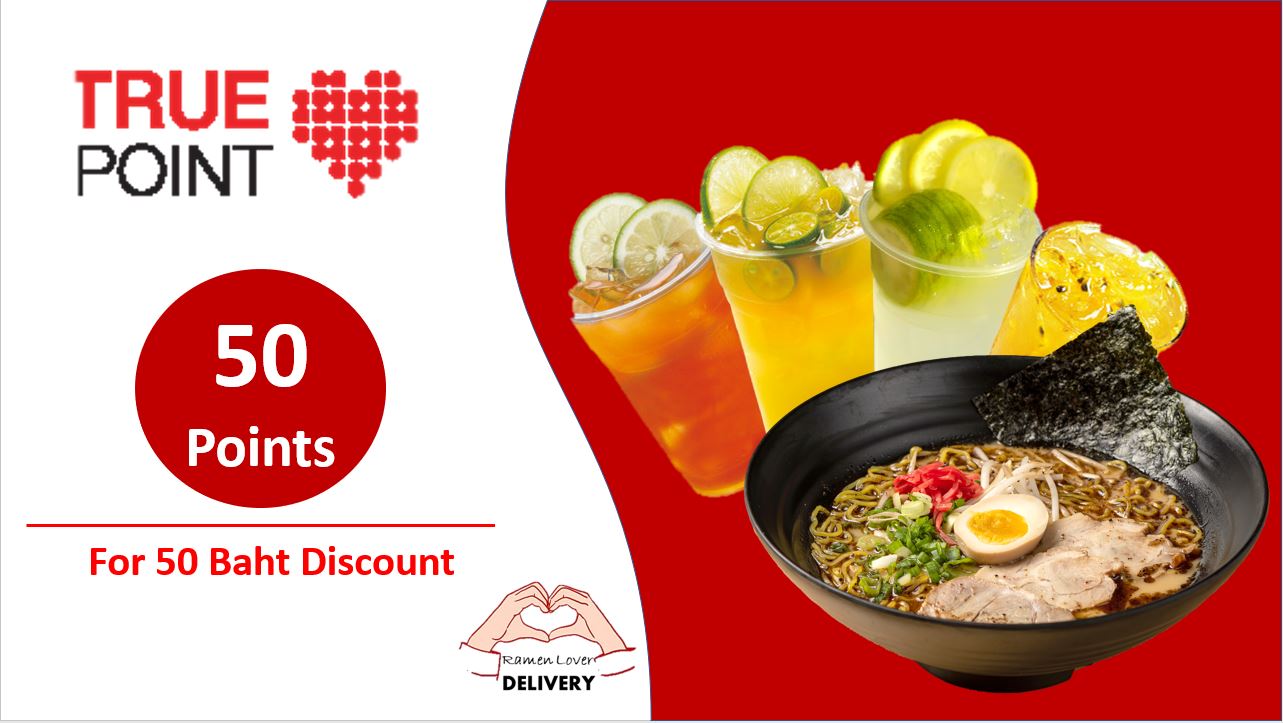 TRUE
POINT
50
Points
For 50 Baht Discount
Ramen Lover
DELIVERY